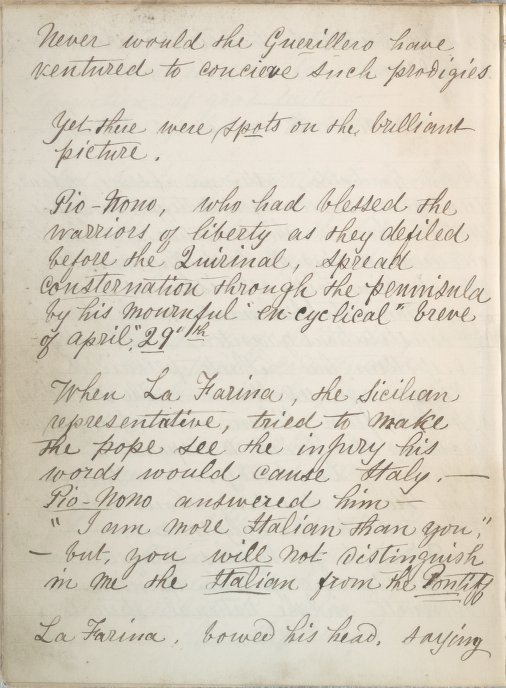 Never would the Guerillero have
ventured to concieve such prodigies
Yet there were spots on the brilliant
picture.
Pio-Nono, who had blessed the
warriors of liberty as they defiled
before the Quirinal, spread
consternation through the peninsula
by his mournful "en-cyclical" breve
of april, 29th
When La Farina, the Sicilian
representative, tried to make
the pope see the injury his
words would cause Italy. —
Pio-Nono answered him —
"I am more Italian than you,"
— but, you will not distinguish
in me the Italian from the Pontiff
La Farina, bowed his head, saying